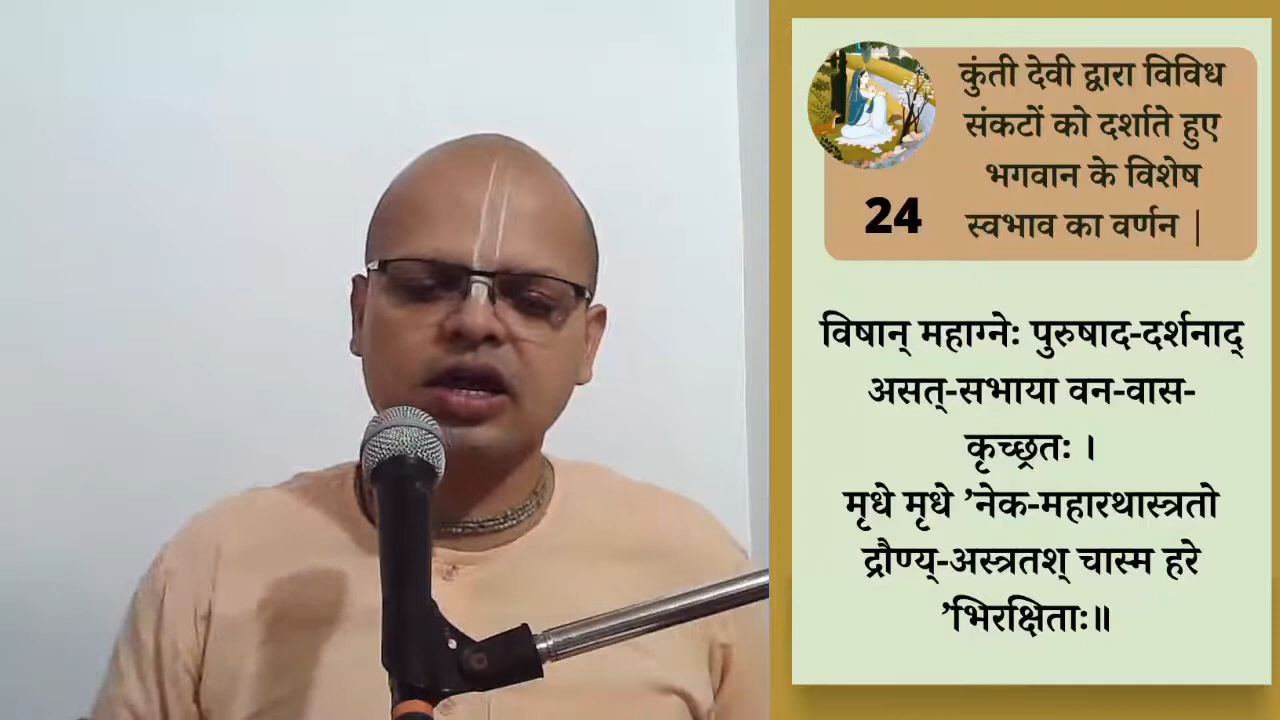 कुंती देवी द्वारा विविध
संकटों को दर्शाते हुए
भगवान के विशेष
24 स्वभाव का वर्णन |
विषान् महाग्नेः पुरुषाद-दर्शनाद्
असत्-सभाया वन-वास-
कृच्छ्रतः ।
मृधे मृधे ’नेक-महारथास्त्रतो
द्रौण्य्-अस्त्रतश् चास्म हरे
’भिरक्षिताः॥